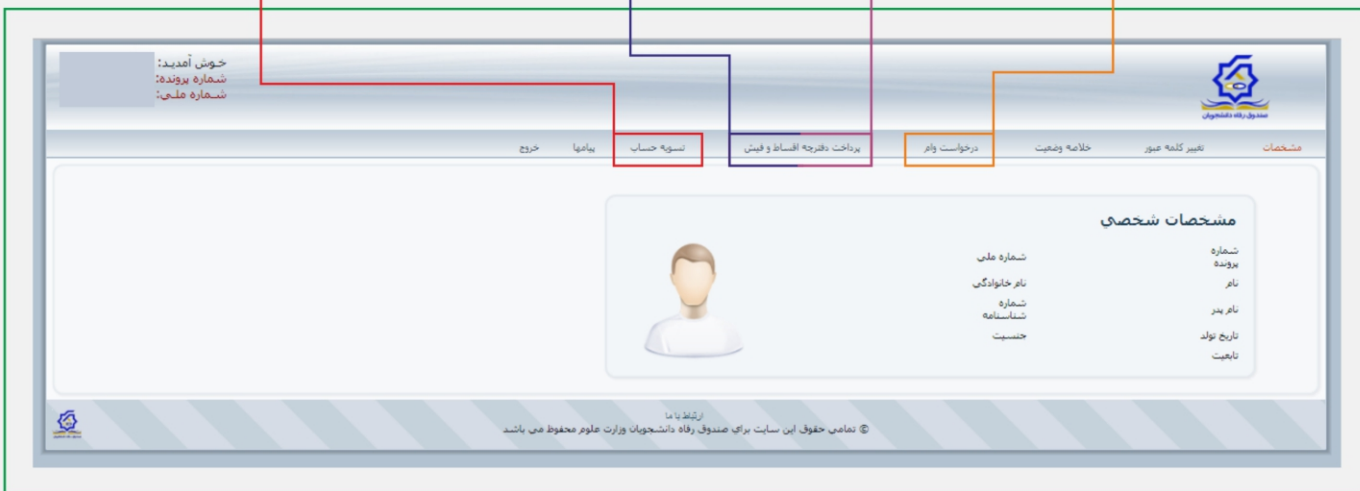 خوش آمدید:
شماره پرونده:
شماره ملی:
صندوق رفاه دانشجویان
مشخصات تغییر کلمه عبور خلاصه وضعیت درخواست وام پرداخت دفترچه اقساط و فیش تسویه حساب پیامها خروج
مشخصات شخصي
شماره پرونده شماره ملی
نام نام خانوادگی
نام پدر شماره شناسنامه
تاریخ تولد جنسیت
تابعیت
ارتباط با ما
© تمامی حقوق این سایت برای صندوق رفاه دانشجویان وزارت علوم محفوظ می باشد